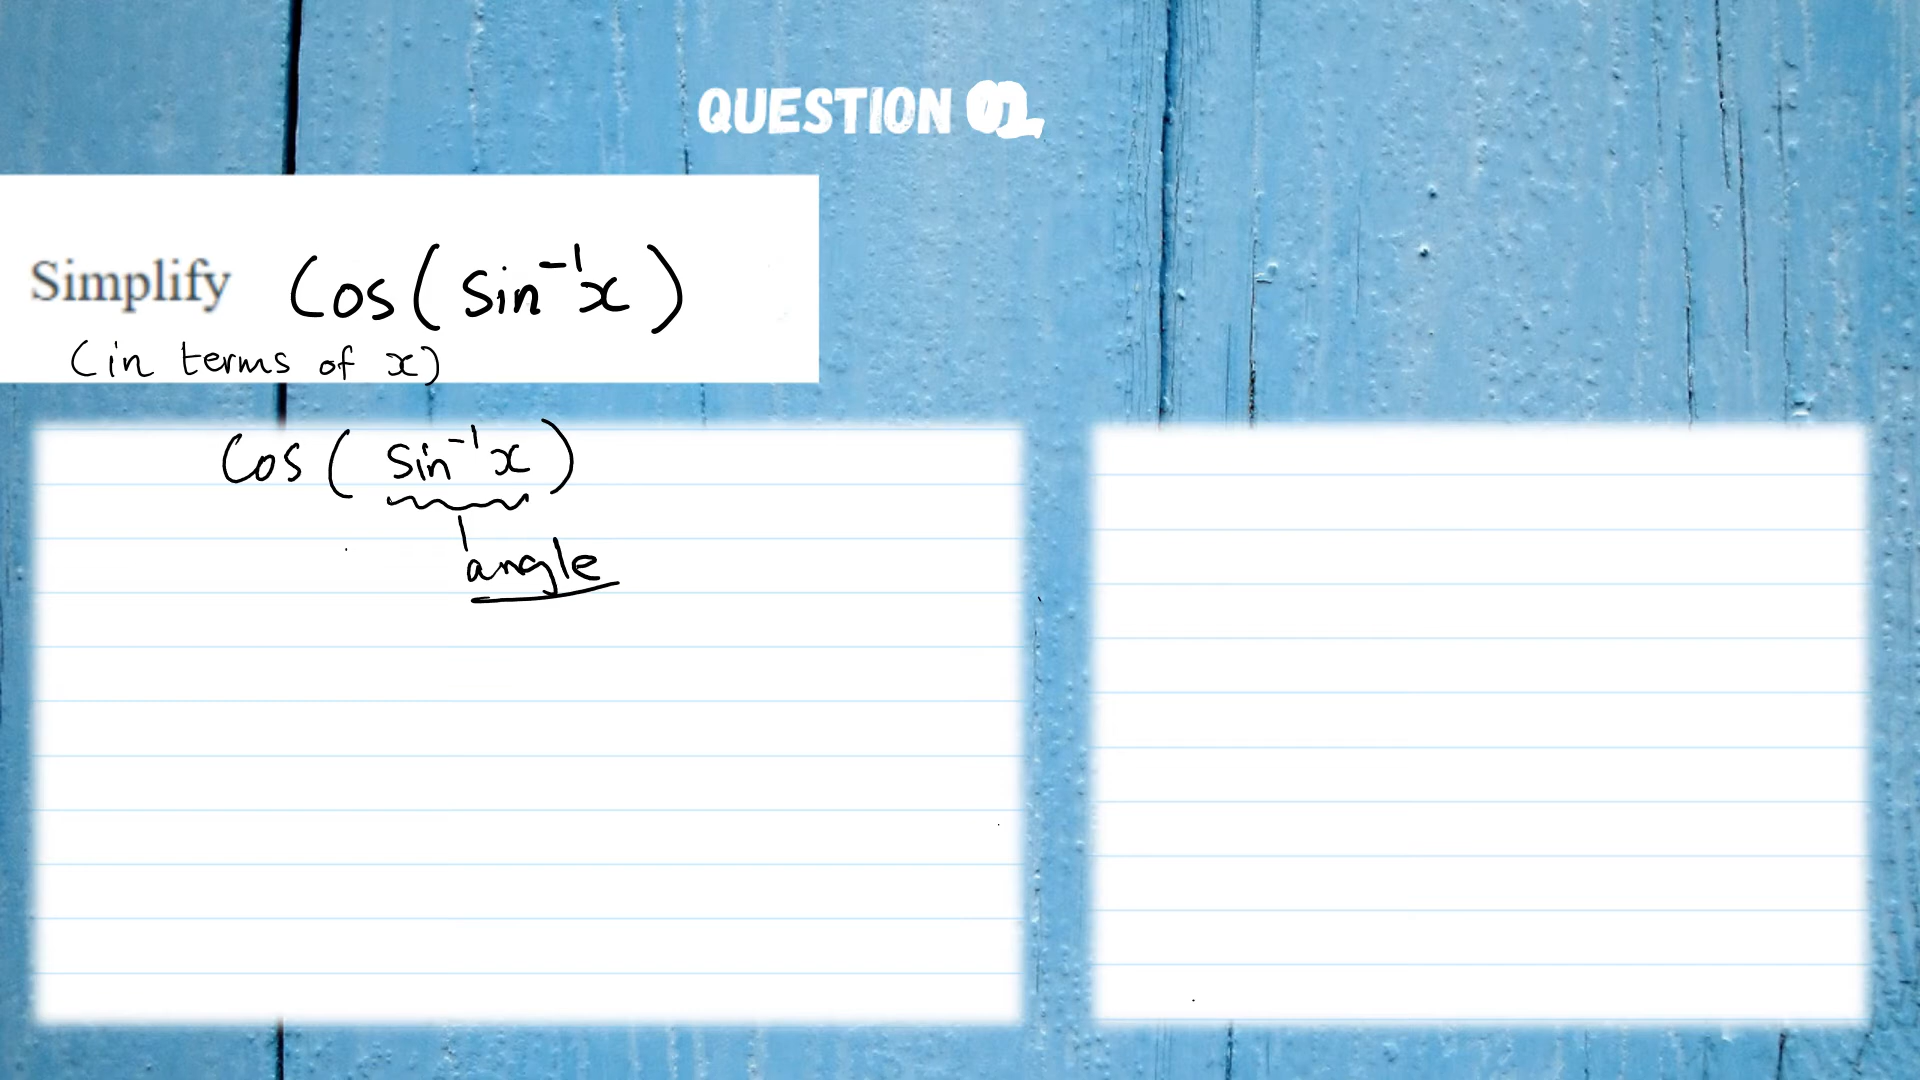 QUESTION 02
Simplify Cos(sin⁻¹x)
(in terms of x)
Cos(sin⁻¹x)
angle